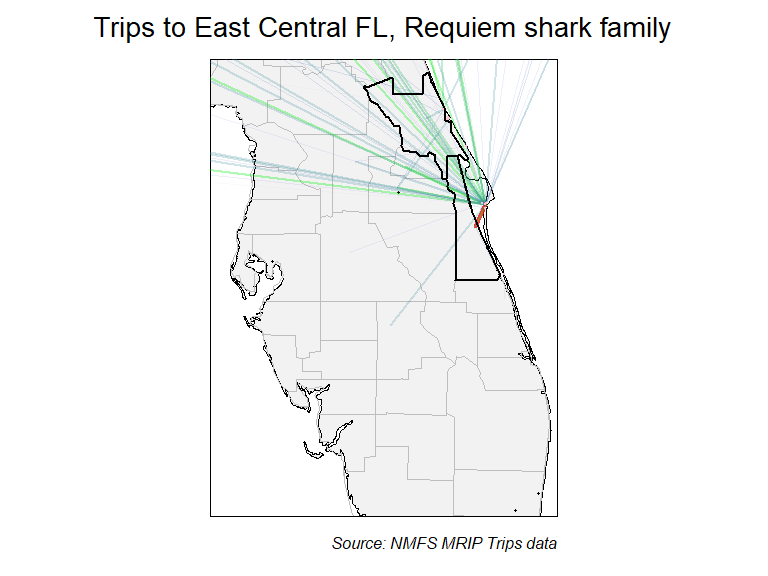 Trips to East Central FL, Requiem shark family
Source: NMFS MRIP Trips data